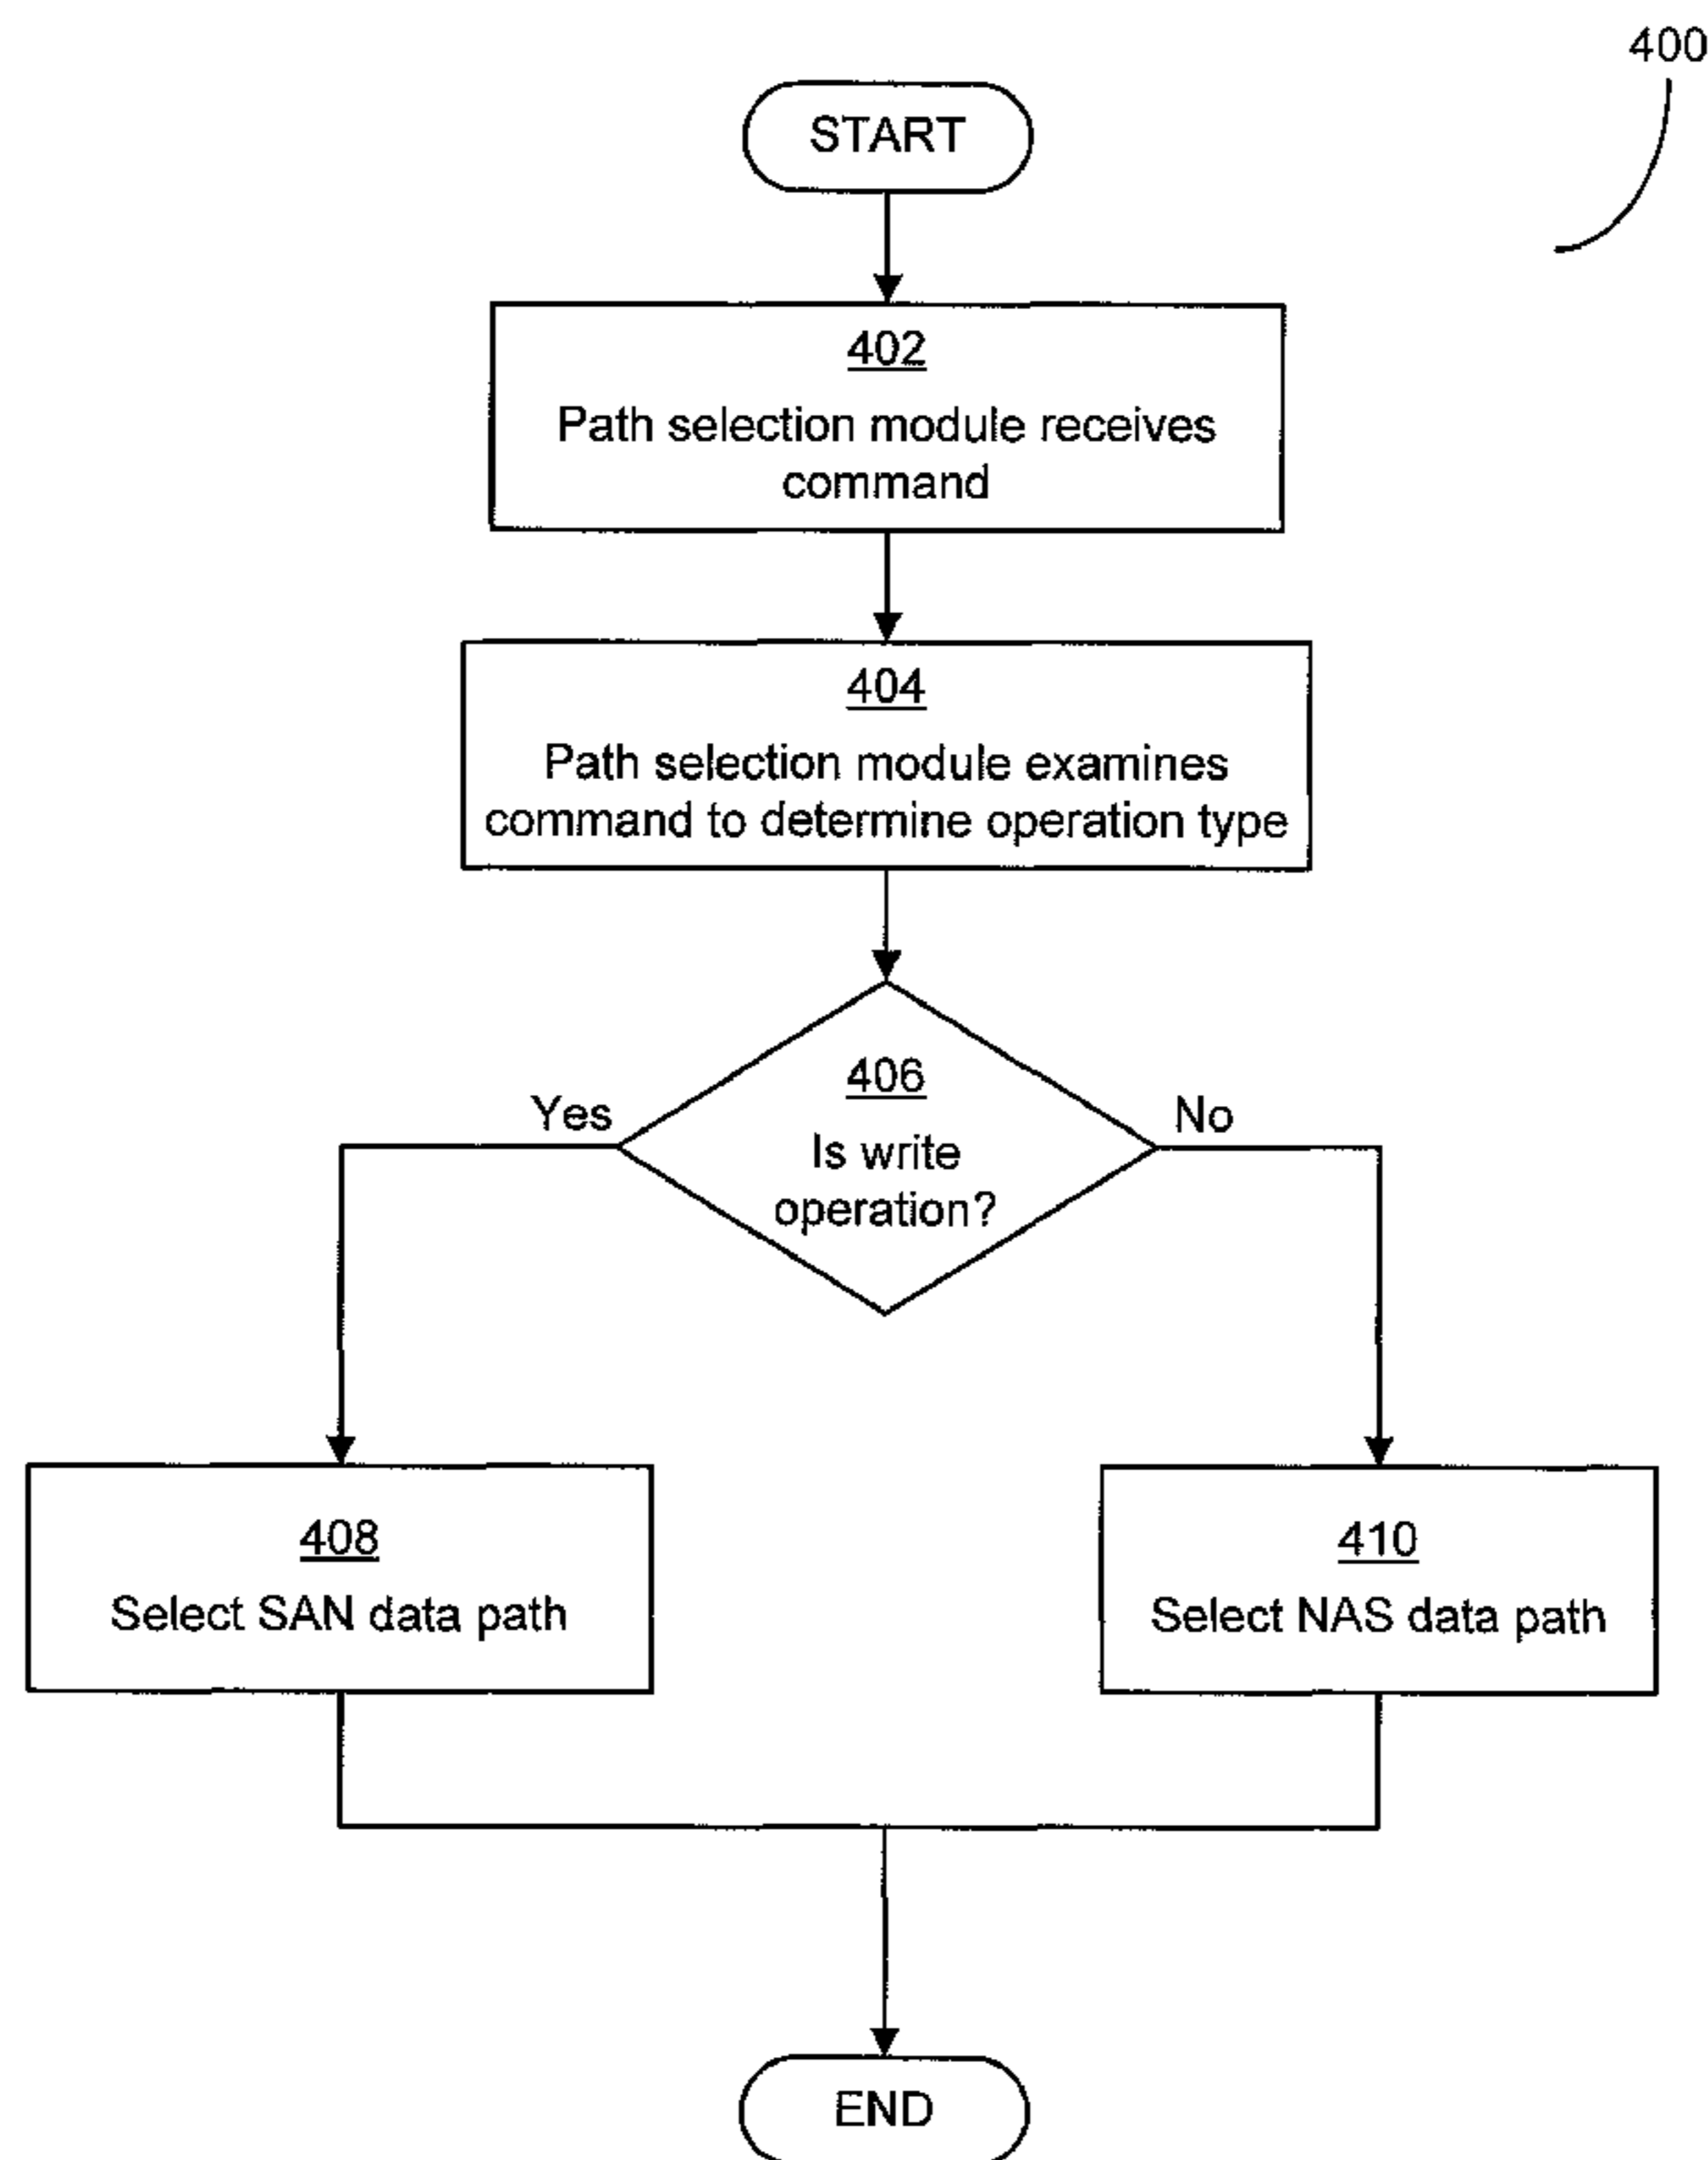 400
START
402
Path selection module receives
command
404
Path selection module examines
command to determine operation type
406
Is write
operation?
Yes
No
408
Select SAN data path
410
Select NAS data path
END